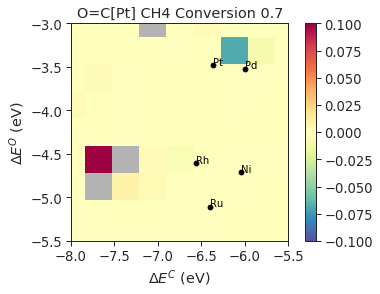 O=C[Pt] CH4 Conversion 0.7
ΔE^O (eV)
−3.0
−3.5
−4.0
−4.5
−5.0
−5.5
Pt
Pd
Rh
Ni
Ru
−8.0 −7.5 −7.0 −6.5 −6.0 −5.5
ΔE^C (eV)
0.100
0.075
0.050
0.025
0.000
−0.025
−0.050
−0.075
−0.100